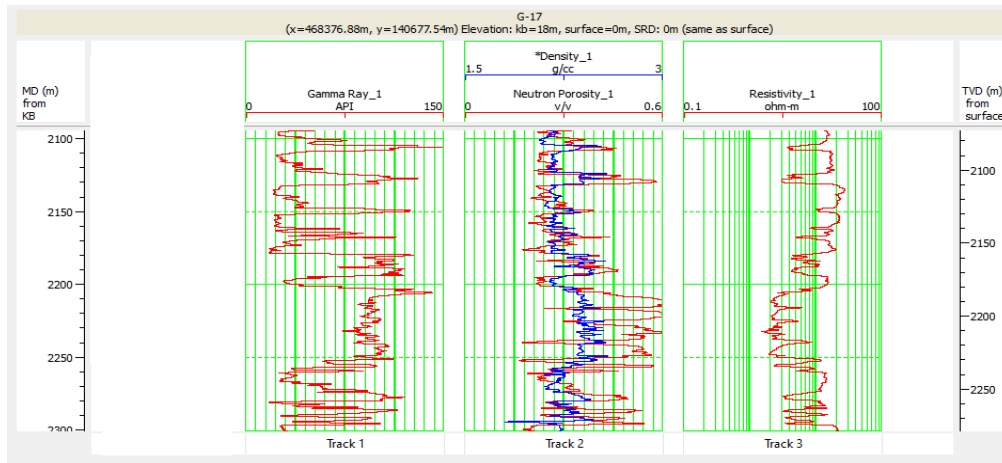 G-17
(x=468376.88m, y=140677.54m) Elevation: kb=18m, surface=0m, SRD: 0m (same as surface)
*Density_1
1.5 g/cc 3
MD (m) from KB
Gamma Ray_1
0 API 150
Neutron Porosity_1
0 v/v 0.6
Resistivity_1
0.1 ohm-m 100
TVD (m) from surface
2100
2150
2200
2250
2300
2100
2150
2200
2250
Track 1
Track 2
Track 3